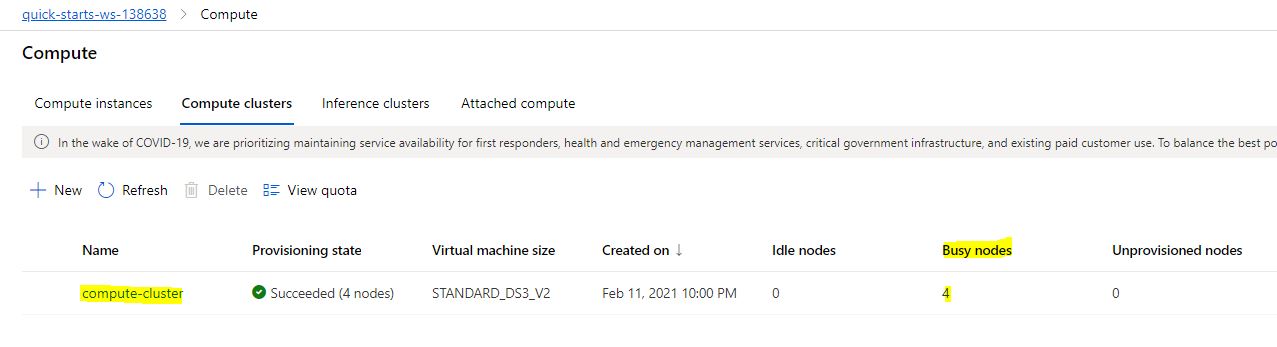 quick-starts-ws-138638 > Compute
Compute
Compute instances Compute clusters Inference clusters Attached compute
In the wake of COVID-19, we are prioritizing maintaining service availability for first responders, health and emergency management services, critical government infrastructure, and existing paid customer use. To balance the best po
New Refresh Delete View quota
Name Provisioning state Virtual machine size Created on ↓ Idle nodes Busy nodes Unprovisioned nodes
compute-cluster Succeeded (4 nodes) STANDARD_DS3_V2 Feb 11, 2021 10:00 PM 0 4 0